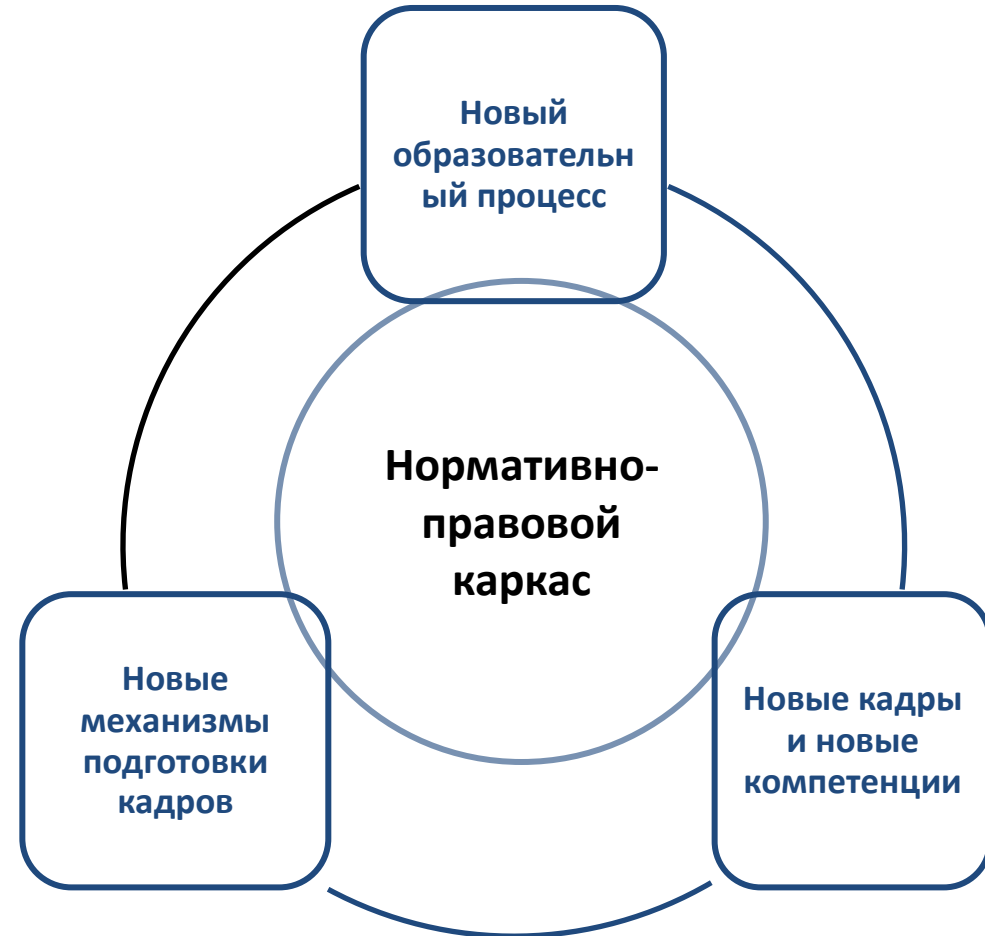 Новый
образовательн
ый процесс
Нормативно-
правовой
каркас
Новые
механизмы
подготовки
кадров
Новые кадры
и новые
компетенции